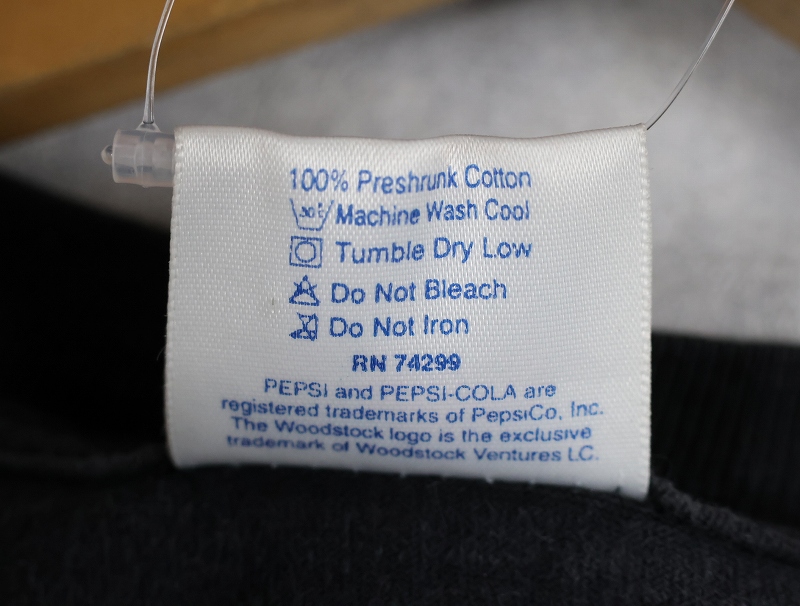 100% Preshrunk Cotton
Machine Wash Cool
Tumble Dry Low
Do Not Bleach
Do Not Iron
RN 74299
PEPSI and PEPSI-COLA are
registered trademarks of PepsiCo, Inc.
The Woodstock logo is the exclusive
trademark of Woodstock Ventures LC.